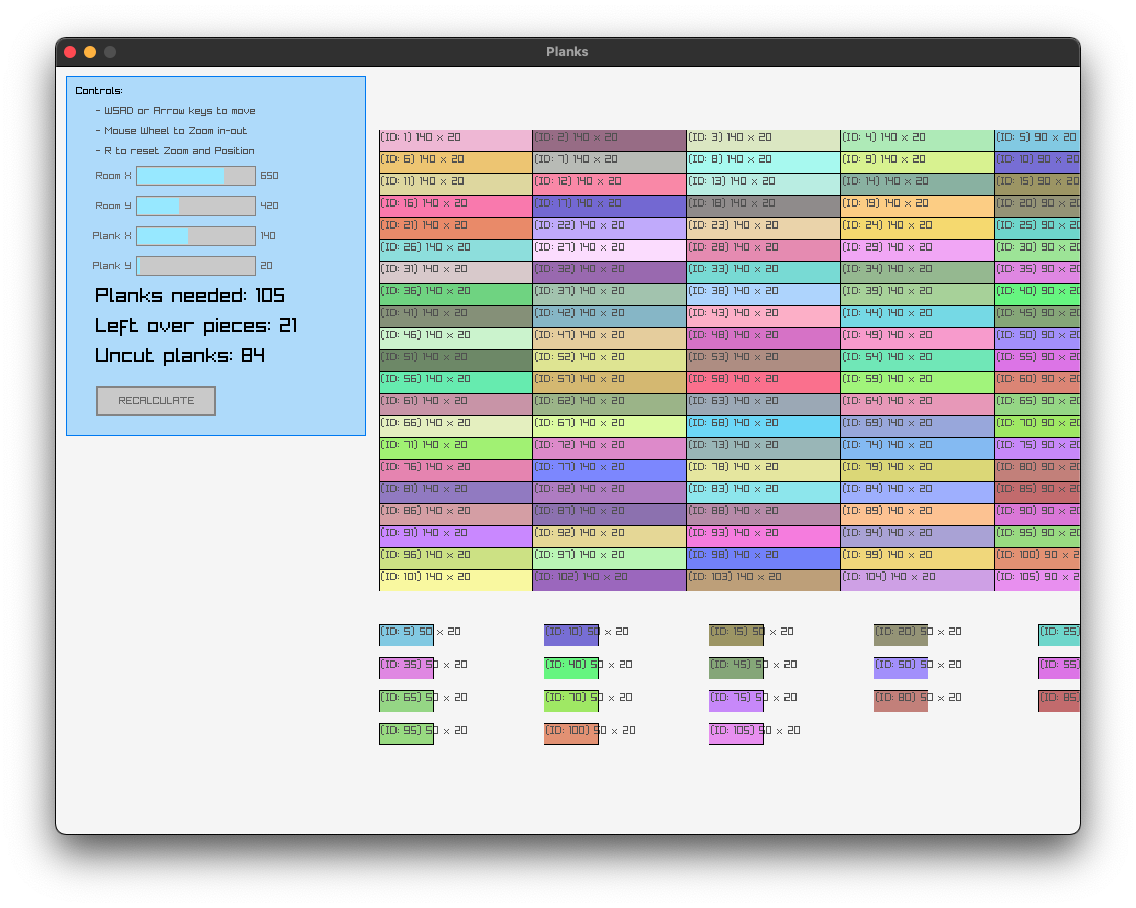 Planks
Controls:
- WSAD or Arrow keys to move
- Mouse Wheel to Zoom in-out
- R to reset Zoom and Position
Room X 650
Room Y 420
Plank X 140
Plank Y 20
Planks needed: 105
Left over pieces: 21
Uncut planks: 84
RECALCULATE
(ID: 1) 140 x 20 (ID: 2) 140 x 20 (ID: 3) 140 x 20 (ID: 4) 140 x 20 (ID: 5) 90 x 20
(ID: 6) 140 x 20 (ID: 7) 140 x 20 (ID: 8) 140 x 20 (ID: 9) 140 x 20 (ID: 10) 90 x 20
(ID: 11) 140 x 20 (ID: 12) 140 x 20 (ID: 13) 140 x 20 (ID: 14) 140 x 20 (ID: 15) 90 x 20
(ID: 16) 140 x 20 (ID: 17) 140 x 20 (ID: 18) 140 x 20 (ID: 19) 140 x 20 (ID: 20) 90 x 20
(ID: 21) 140 x 20 (ID: 22) 140 x 20 (ID: 23) 140 x 20 (ID: 24) 140 x 20 (ID: 25) 90 x 20
(ID: 26) 140 x 20 (ID: 27) 140 x 20 (ID: 28) 140 x 20 (ID: 29) 140 x 20 (ID: 30) 90 x 20
(ID: 31) 140 x 20 (ID: 32) 140 x 20 (ID: 33) 140 x 20 (ID: 34) 140 x 20 (ID: 35) 90 x 20
(ID: 36) 140 x 20 (ID: 37) 140 x 20 (ID: 38) 140 x 20 (ID: 39) 140 x 20 (ID: 40) 90 x 20
(ID: 41) 140 x 20 (ID: 42) 140 x 20 (ID: 43) 140 x 20 (ID: 44) 140 x 20 (ID: 45) 90 x 20
(ID: 46) 140 x 20 (ID: 47) 140 x 20 (ID: 48) 140 x 20 (ID: 49) 140 x 20 (ID: 50) 90 x 20
(ID: 51) 140 x 20 (ID: 52) 140 x 20 (ID: 53) 140 x 20 (ID: 54) 140 x 20 (ID: 55) 90 x 20
(ID: 56) 140 x 20 (ID: 57) 140 x 20 (ID: 58) 140 x 20 (ID: 59) 140 x 20 (ID: 60) 90 x 20
(ID: 61) 140 x 20 (ID: 62) 140 x 20 (ID: 63) 140 x 20 (ID: 64) 140 x 20 (ID: 65) 90 x 20
(ID: 66) 140 x 20 (ID: 67) 140 x 20 (ID: 68) 140 x 20 (ID: 69) 140 x 20 (ID: 70) 90 x 20
(ID: 71) 140 x 20 (ID: 72) 140 x 20 (ID: 73) 140 x 20 (ID: 74) 140 x 20 (ID: 75) 90 x 20
(ID: 76) 140 x 20 (ID: 77) 140 x 20 (ID: 78) 140 x 20 (ID: 79) 140 x 20 (ID: 80) 90 x 20
(ID: 81) 140 x 20 (ID: 82) 140 x 20 (ID: 83) 140 x 20 (ID: 84) 140 x 20 (ID: 85) 90 x 20
(ID: 86) 140 x 20 (ID: 87) 140 x 20 (ID: 88) 140 x 20 (ID: 89) 140 x 20 (ID: 90) 90 x 20
(ID: 91) 140 x 20 (ID: 92) 140 x 20 (ID: 93) 140 x 20 (ID: 94) 140 x 20 (ID: 95) 90 x 20
(ID: 96) 140 x 20 (ID: 97) 140 x 20 (ID: 98) 140 x 20 (ID: 99) 140 x 20 (ID: 100) 90 x
(ID: 101) 140 x 20 (ID: 102) 140 x 20 (ID: 103) 140 x 20 (ID: 104) 140 x 20 (ID: 105) 90 x 2
(ID: 5) 50 x 20 (ID: 10) 50 x 20 (ID: 15) 50 x 20 (ID: 20) 50 x 20 (ID: 25)
(ID: 35) 50 x 20 (ID: 40) 50 x 20 (ID: 45) 50 x 20 (ID: 50) 50 x 20 (ID: 55)
(ID: 65) 50 x 20 (ID: 70) 50 x 20 (ID: 75) 50 x 20 (ID: 80) 50 x 20 (ID: 85)
(ID: 95) 50 x 20 (ID: 100) 50 x 20 (ID: 105) 50 x 20